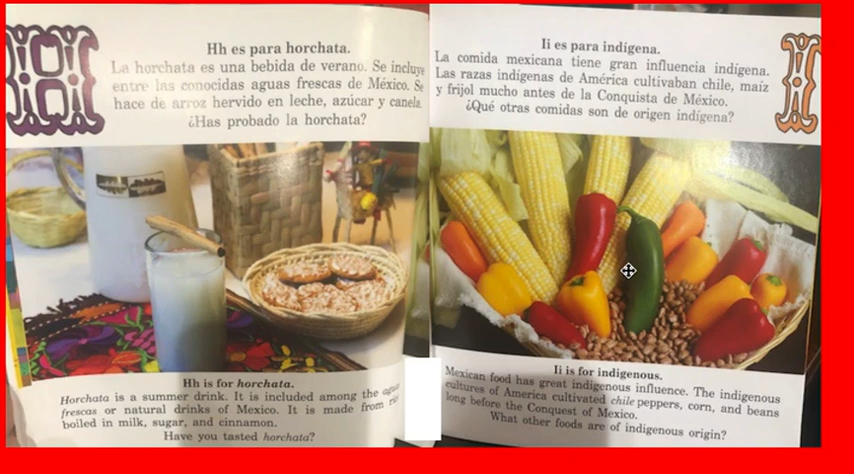 Hh
Hh es para horchata.
La horchata es una bebida de verano. Se incluye
entre las conocidas aguas frescas de México. Se
hace de arroz hervido en leche, azúcar y canela.
¿Has probado la horchata?
Hh is for horchata.
Horchata is a summer drink. It is included among the
frescas or natural drinks of Mexico. It is made from
boiled in milk, sugar, and cinnamon.
Have you tasted horchata?
Ii es para indígena.
La comida mexicana tiene gran influencia indígena.
Las razas indígenas de América cultivaban chile, maíz
y frijol mucho antes de la Conquista de México.
¿Qué otras comidas son de origen indígena?
Ii is for indigenous.
Mexican food has great indigenous influence. The indigenous
cultures of America cultivated chile peppers, corn, and beans
long before the Conquest of Mexico.
What other foods are of indigenous origin?